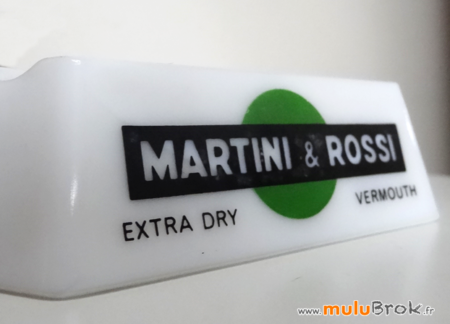 MARTINI & ROSSI
EXTRA DRY
VERMOUTH
www.muluBrok.fr